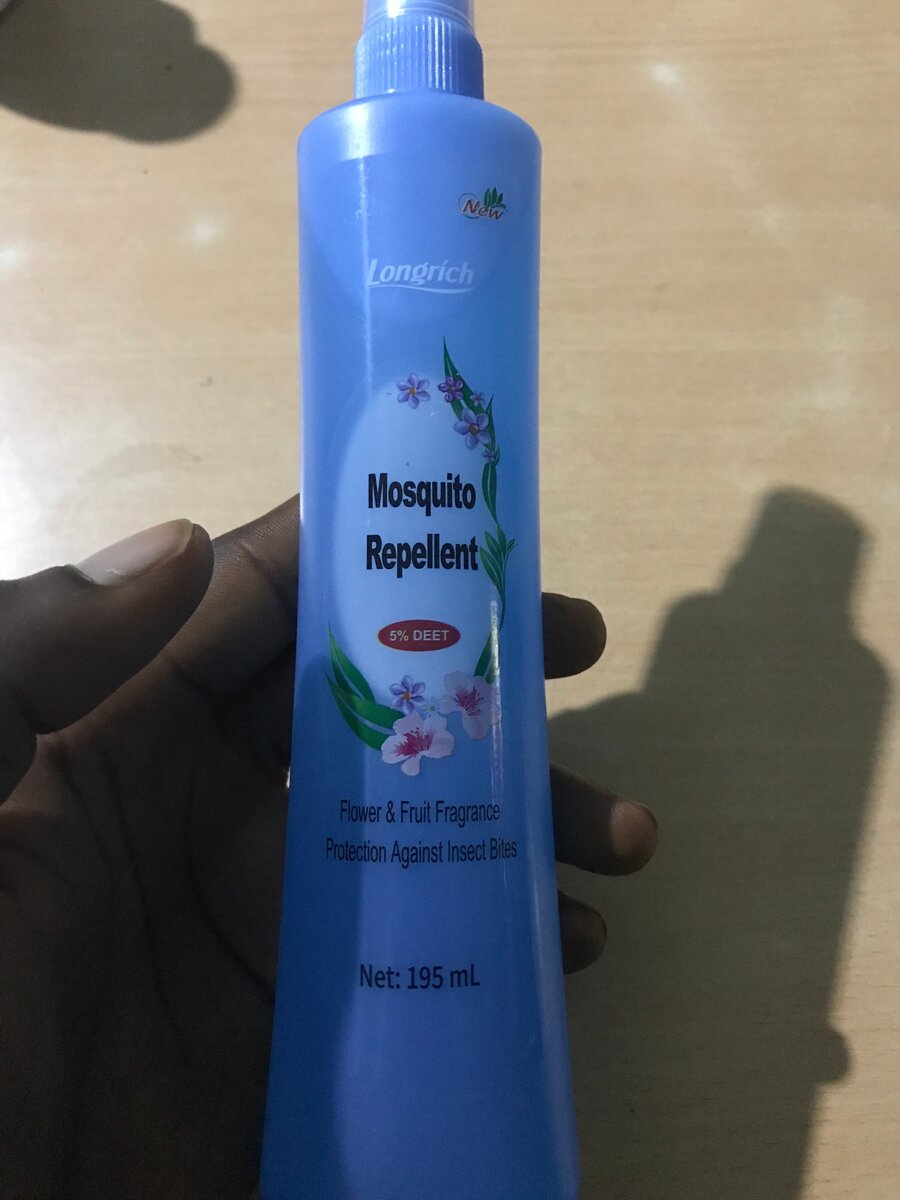 New
Longrich
Mosquito
Repellent
5% DEET
Flower & Fruit Fragrance
Protection Against Insect Bites
Net: 195 mL